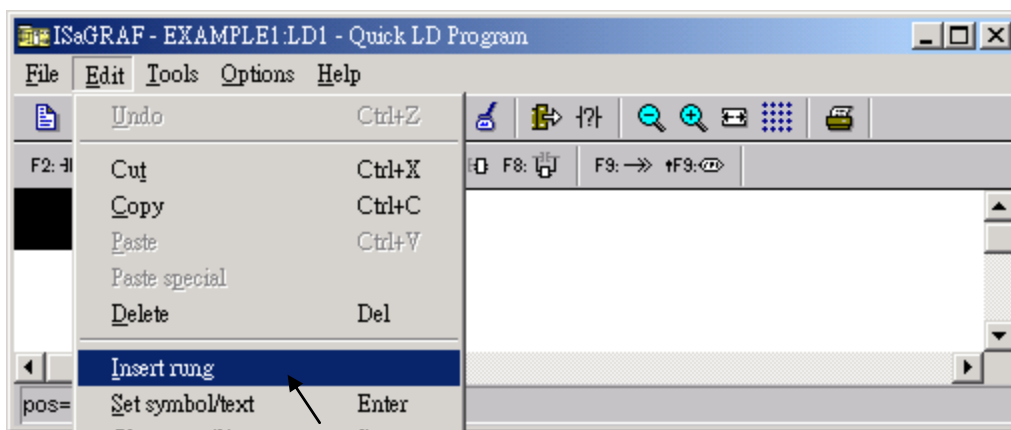 ISaGRAF - EXAMPLE1:LD1 - Quick LD Program
File Edit Tools Options Help
Undo Ctrl+Z
F2: F8: F9: F9:
Cut Ctrl+X
Copy Ctrl+C
Paste Ctrl+V
Paste special
Delete Del
Insert rung
pos=
Set symbol/text Enter